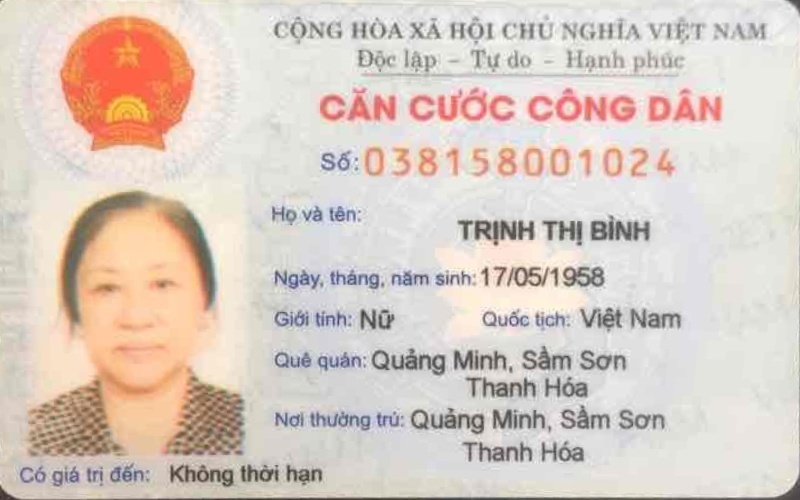 CỘNG HÒA XÃ HỘI CHỦ NGHĨA VIỆT NAM
Độc lập - Tự do - Hạnh phúc
CĂN CƯỚC CÔNG DÂN
Số: 038158001024
Họ và tên: TRỊNH THỊ BÌNH
Ngày, tháng, năm sinh: 17/05/1958
Giới tính: Nữ Quốc tịch: Việt Nam
Quê quán: Quảng Minh, Sầm Sơn
Thanh Hóa
Nơi thường trú: Quảng Minh, Sầm Sơn
Thanh Hóa
Có giá trị đến: Không thời hạn